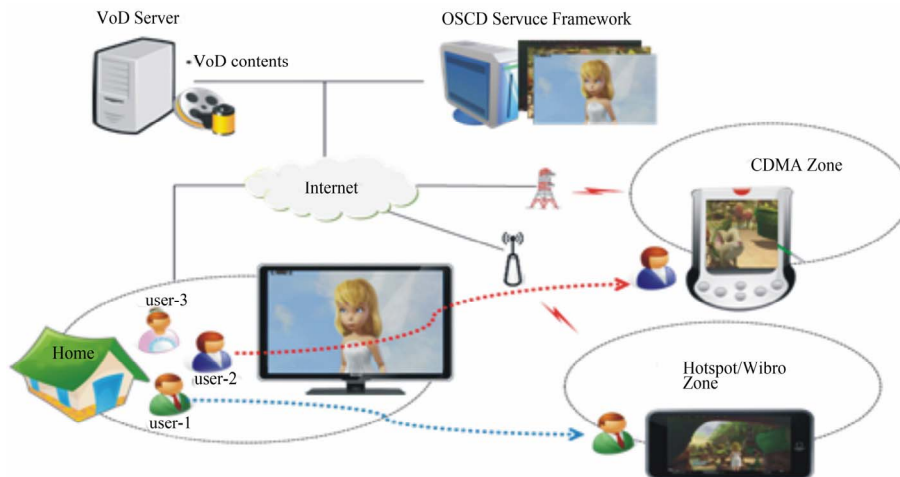 VoD Server
OSCD Servuce Framework
•VoD contents
CDMA Zone
Internet
user-3
Home
user-2
user-1
Hotspot/Wibro
Zone